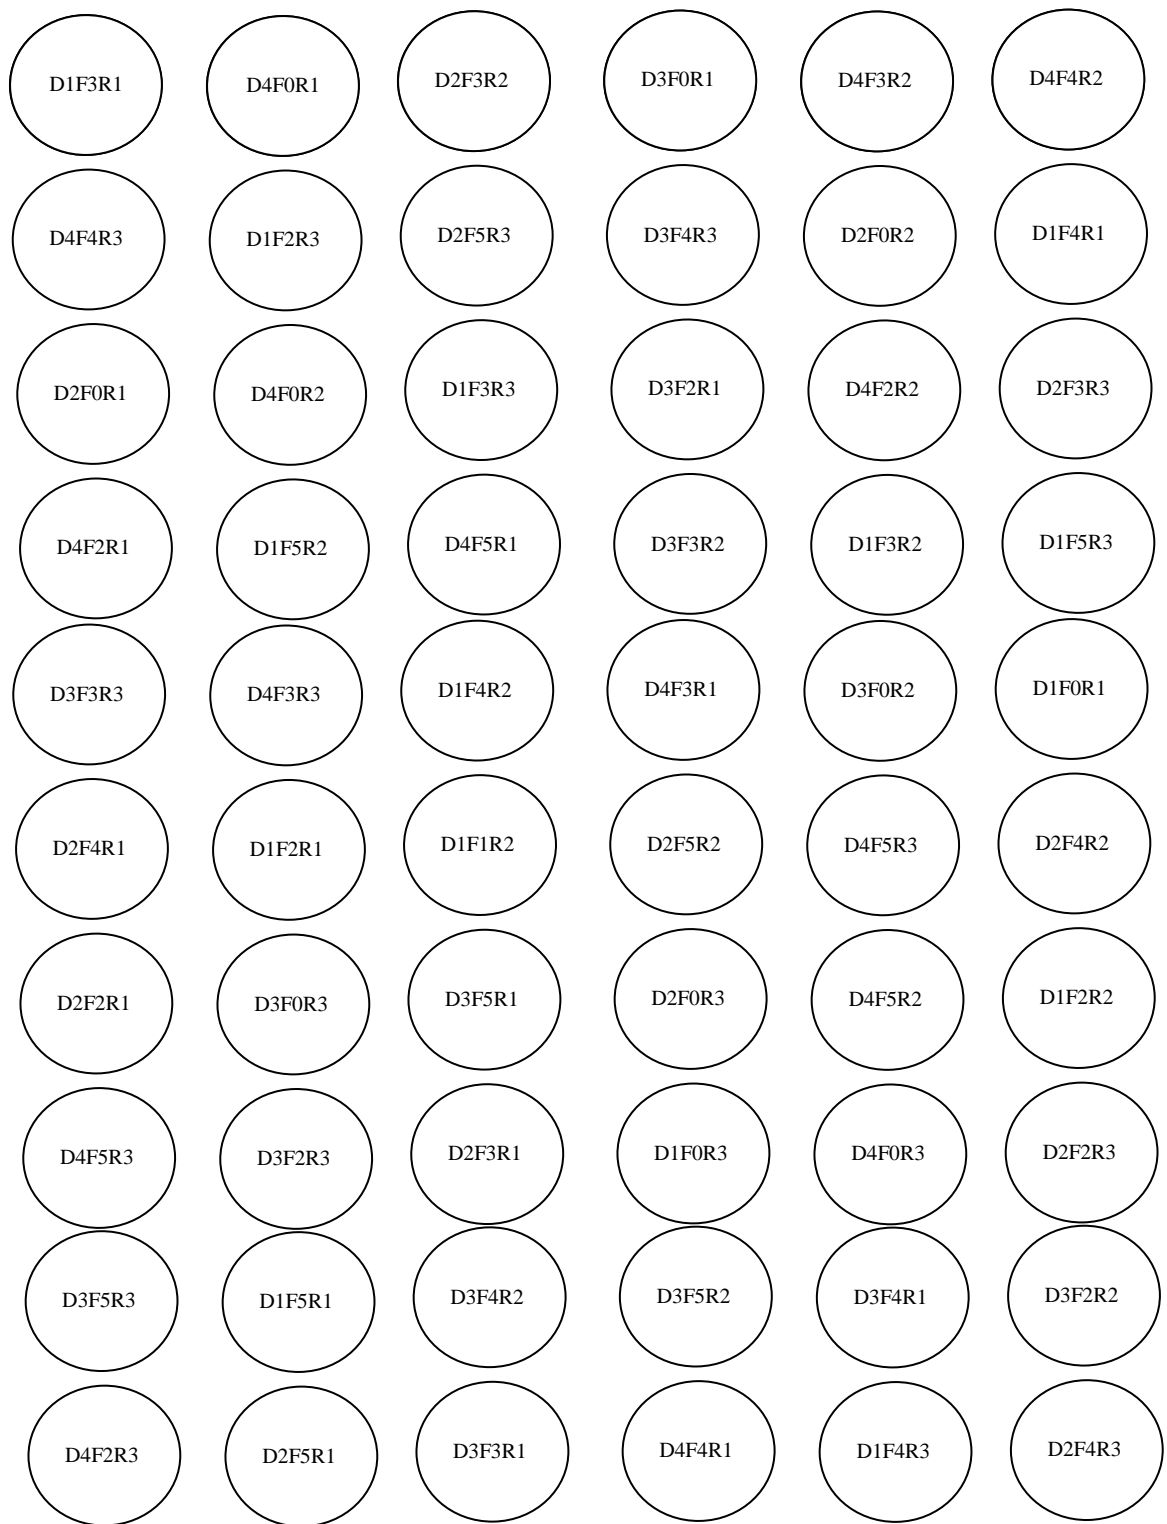 D1F3R1 D4F0R1 D2F3R2 D3F0R1 D4F3R2 D4F4R2
D4F4R3 D1F2R3 D2F5R3 D3F4R3 D2F0R2 D1F4R1
D2F0R1 D4F0R2 D1F3R3 D3F2R1 D4F2R2 D2F3R3
D4F2R1 D1F5R2 D4F5R1 D3F3R2 D1F3R2 D1F5R3
D3F3R3 D4F3R3 D1F4R2 D4F3R1 D3F0R2 D1F0R1
D2F4R1 D1F2R1 D1F1R2 D2F5R2 D4F5R3 D2F4R2
D2F2R1 D3F0R3 D3F5R1 D2F0R3 D4F5R2 D1F2R2
D4F5R3 D3F2R3 D2F3R1 D1F0R3 D4F0R3 D2F2R3
D3F5R3 D1F5R1 D3F4R2 D3F5R2 D3F4R1 D3F2R2
D4F2R3 D2F5R1 D3F3R1 D4F4R1 D1F4R3 D2F4R3